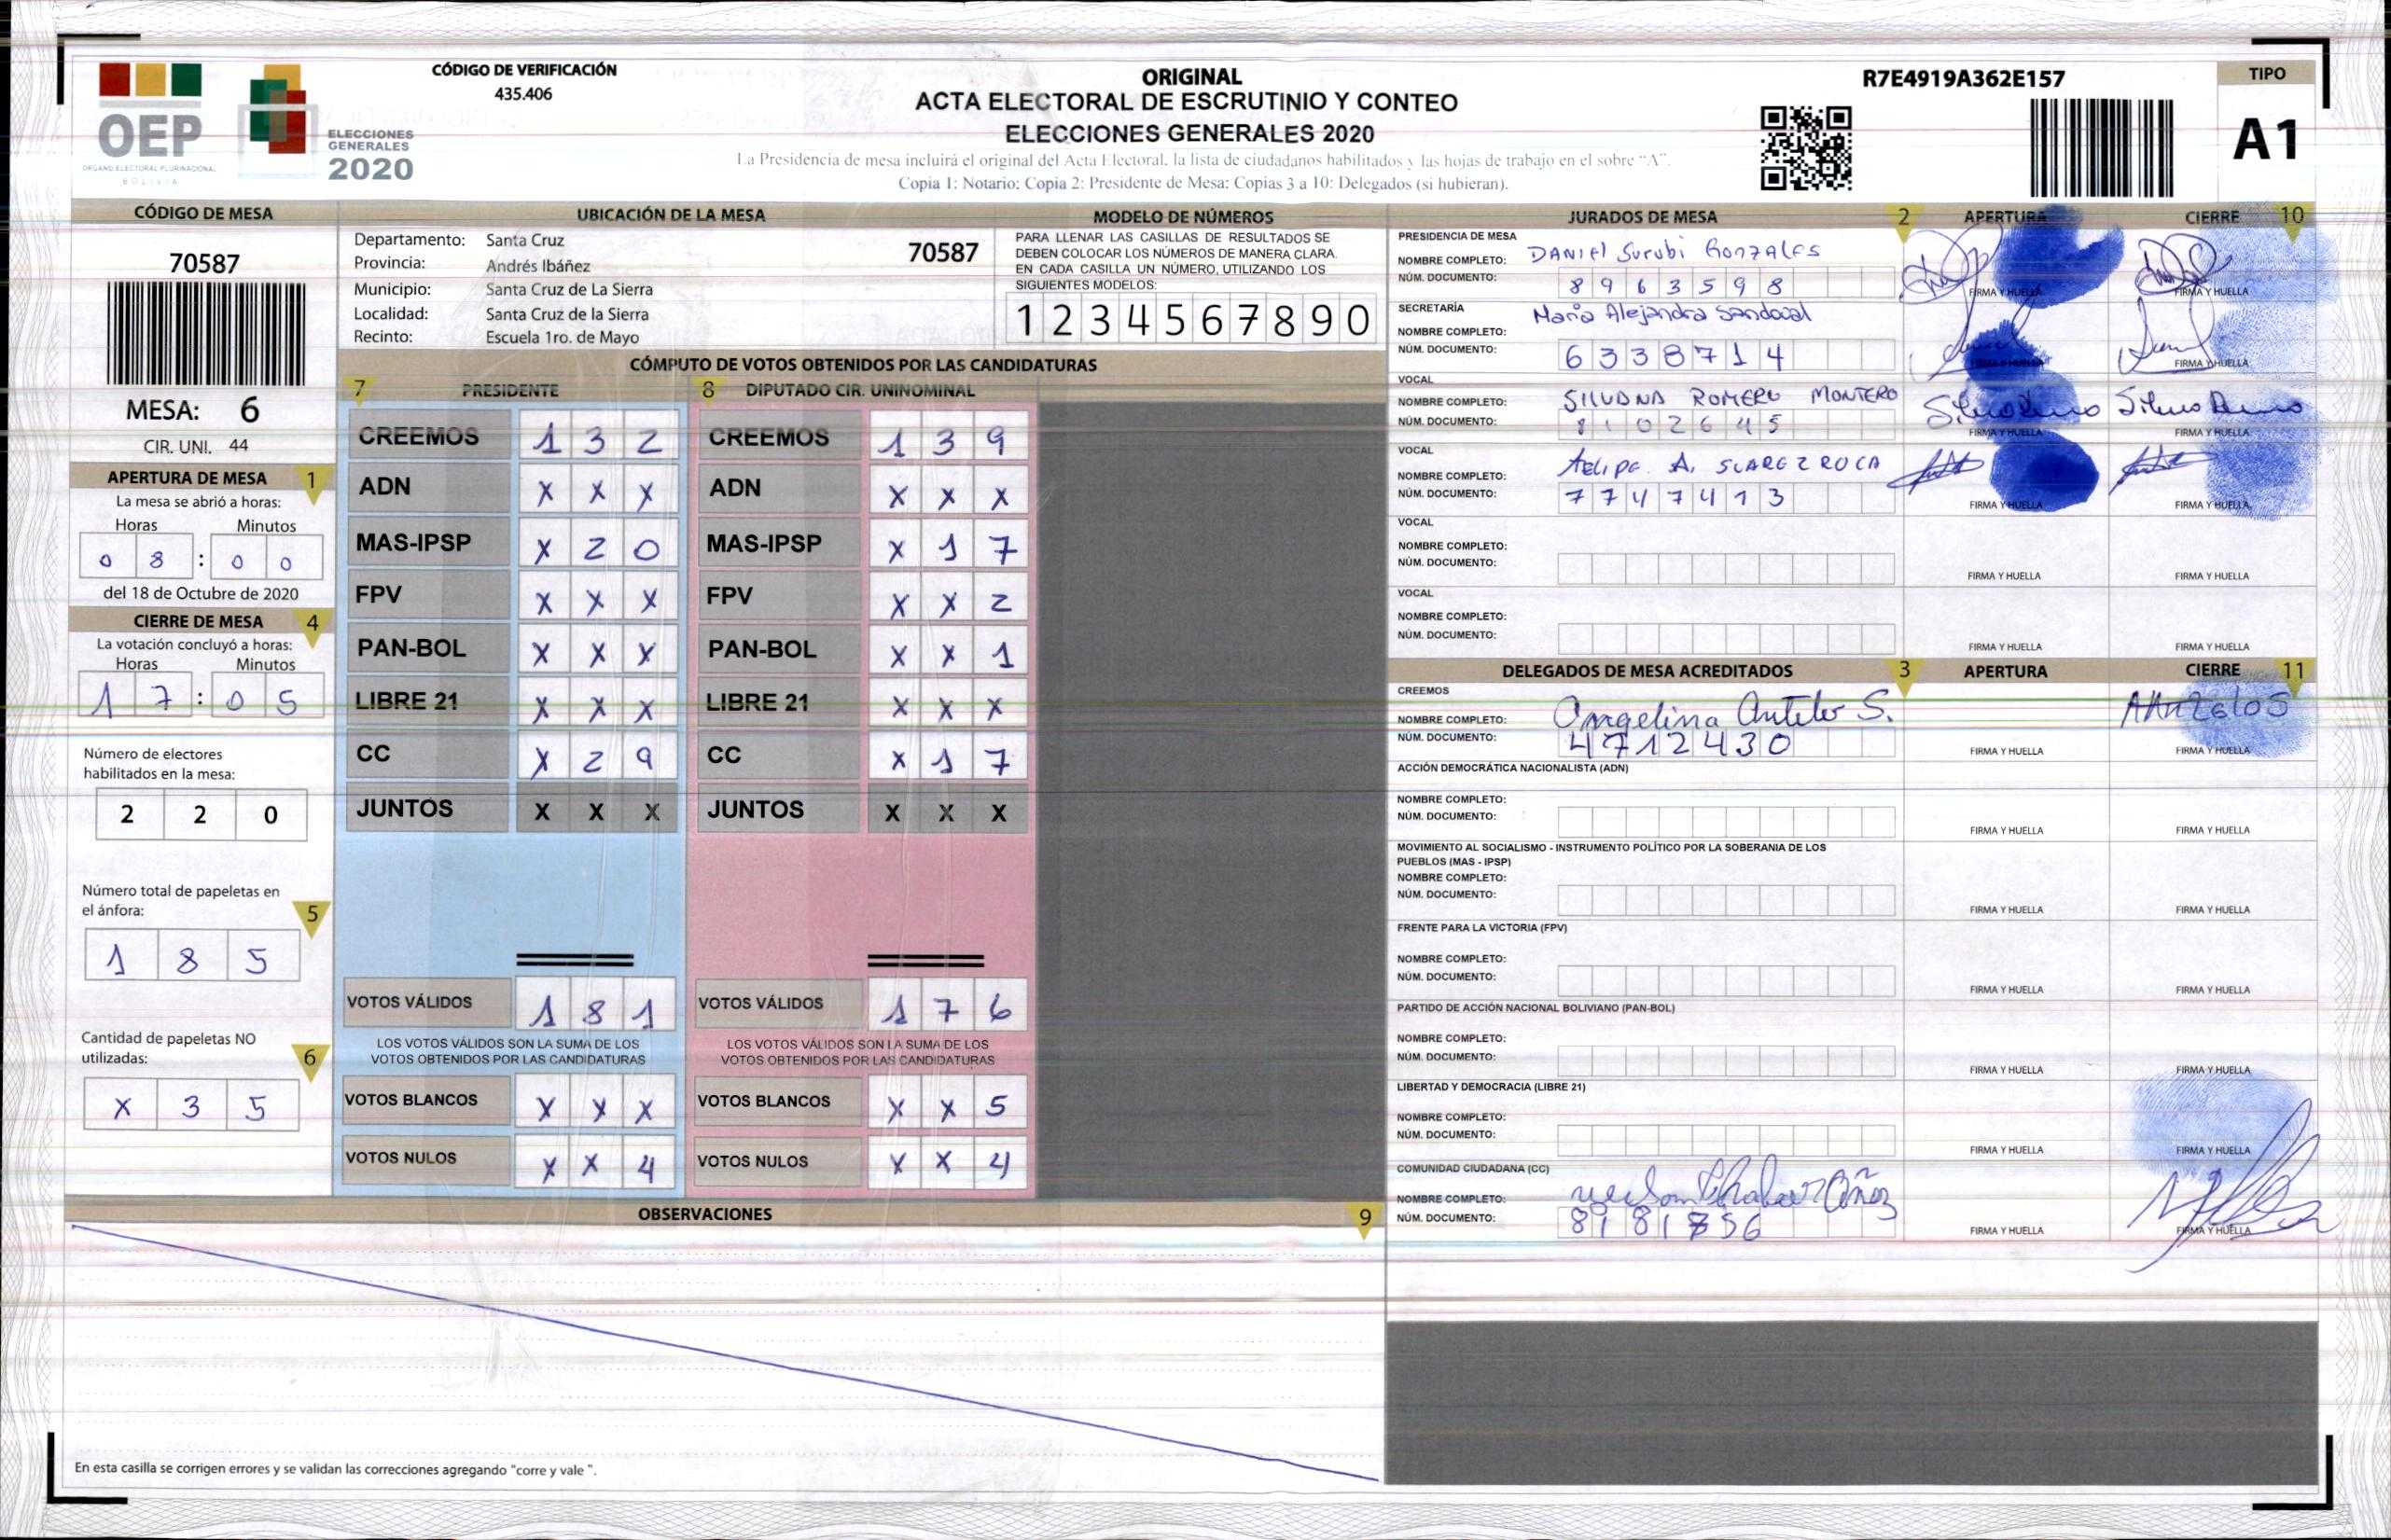 OEP
ÓRGANO ELECTORAL PLURINACIONAL
BOLIVIA
ELECCIONES
GENERALES
2020
CÓDIGO DE VERIFICACIÓN
435.406
ORIGINAL
ACTA ELECTORAL DE ESCRUTINIO Y CONTEO
ELECCIONES GENERALES 2020
La Presidencia de mesa incluirá el original del Acta Electoral, la lista de ciudadanos habilitados y las hojas de trabajo en el sobre “A”.
Copia 1: Notario; Copia 2: Presidente de Mesa; Copias 3 a 10: Delegados (si hubieran).
R7E4919A362E157
TIPO
A1
CÓDIGO DE MESA
70587
MESA: 6
CIR. UNI. 44
APERTURA DE MESA 1
La mesa se abrió a horas:
Horas Minutos
0 8 : 0 0
del 18 de Octubre de 2020
CIERRE DE MESA 4
La votación concluyó a horas:
Horas Minutos
1 7 : 0 5
Número de electores
habilitados en la mesa:
2 2 0
Número total de papeletas en
el ánfora: 5
1 8 5
Cantidad de papeletas NO
utilizadas: 6
X 3 5
UBICACIÓN DE LA MESA
Departamento: Santa Cruz 70587
Provincia: Andrés Ibáñez
Municipio: Santa Cruz de La Sierra
Localidad: Santa Cruz de la Sierra
Recinto: Escuela 1ro. de Mayo
MODELO DE NÚMEROS
PARA LLENAR LAS CASILLAS DE RESULTADOS SE
DEBEN COLOCAR LOS NÚMEROS DE MANERA CLARA.
EN CADA CASILLA UN NÚMERO, UTILIZANDO LOS
SIGUIENTES MODELOS:
1 2 3 4 5 6 7 8 9 0
CÓMPUTO DE VOTOS OBTENIDOS POR LAS CANDIDATURAS
7 PRESIDENTE
CREEMOS 1 3 2
ADN X X X
MAS-IPSP X 2 0
FPV X X X
PAN-BOL X X X
LIBRE 21 X X X
CC X 2 9
JUNTOS X X X
VOTOS VÁLIDOS 1 8 1
LOS VOTOS VÁLIDOS SON LA SUMA DE LOS
VOTOS OBTENIDOS POR LAS CANDIDATURAS
VOTOS BLANCOS X X X
VOTOS NULOS X X 4
8 DIPUTADO CIR. UNINOMINAL
CREEMOS 1 3 9
ADN X X X
MAS-IPSP X 1 7
FPV X X 2
PAN-BOL X X 1
LIBRE 21 X X X
CC X 1 7
JUNTOS X X X
VOTOS VÁLIDOS 1 7 6
LOS VOTOS VÁLIDOS SON LA SUMA DE LOS
VOTOS OBTENIDOS POR LAS CANDIDATURAS
VOTOS BLANCOS X X 5
VOTOS NULOS X X 4
OBSERVACIONES 9
En esta casilla se corrigen errores y se validan las correcciones agregando “corre y vale ”.
JURADOS DE MESA 2 APERTURA CIERRE 10
PRESIDENCIA DE MESA
NOMBRE COMPLETO: DANIEL Surubi GONZALES
NÚM. DOCUMENTO: 8 9 6 3 5 9 8
FIRMA Y HUELLA FIRMA Y HUELLA
SECRETARÍA
NOMBRE COMPLETO: Maria Alejandra Sandoval
NÚM. DOCUMENTO: 6 3 3 8 7 1 4
FIRMA Y HUELLA FIRMA Y HUELLA
VOCAL
NOMBRE COMPLETO: SILVANA ROMERO MONTERO
NÚM. DOCUMENTO: 8 1 0 2 6 4 5
FIRMA Y HUELLA FIRMA Y HUELLA
VOCAL
NOMBRE COMPLETO: Felipe A. SUAREZ ROCA
NÚM. DOCUMENTO: 7 7 4 7 4 1 3
FIRMA Y HUELLA FIRMA Y HUELLA
VOCAL
NOMBRE COMPLETO:
NÚM. DOCUMENTO:
FIRMA Y HUELLA FIRMA Y HUELLA
VOCAL
NOMBRE COMPLETO:
NÚM. DOCUMENTO:
FIRMA Y HUELLA FIRMA Y HUELLA
DELEGADOS DE MESA ACREDITADOS 3 APERTURA CIERRE 11
CREEMOS
NOMBRE COMPLETO: Angelina Antelo S.
NÚM. DOCUMENTO: 4712430
FIRMA Y HUELLA FIRMA Y HUELLA
ACCIÓN DEMOCRÁTICA NACIONALISTA (ADN)
NOMBRE COMPLETO:
NÚM. DOCUMENTO:
FIRMA Y HUELLA FIRMA Y HUELLA
MOVIMIENTO AL SOCIALISMO - INSTRUMENTO POLÍTICO POR LA SOBERANIA DE LOS
PUEBLOS (MAS - IPSP)
NOMBRE COMPLETO:
NÚM. DOCUMENTO:
FIRMA Y HUELLA FIRMA Y HUELLA
FRENTE PARA LA VICTORIA (FPV)
NOMBRE COMPLETO:
NÚM. DOCUMENTO:
FIRMA Y HUELLA FIRMA Y HUELLA
PARTIDO DE ACCIÓN NACIONAL BOLIVIANO (PAN-BOL)
NOMBRE COMPLETO:
NÚM. DOCUMENTO:
FIRMA Y HUELLA FIRMA Y HUELLA
LIBERTAD Y DEMOCRACIA (LIBRE 21)
NOMBRE COMPLETO:
NÚM. DOCUMENTO:
FIRMA Y HUELLA FIRMA Y HUELLA
COMUNIDAD CIUDADANA (CC)
NOMBRE COMPLETO:
NÚM. DOCUMENTO:
FIRMA Y HUELLA FIRMA Y HUELLA